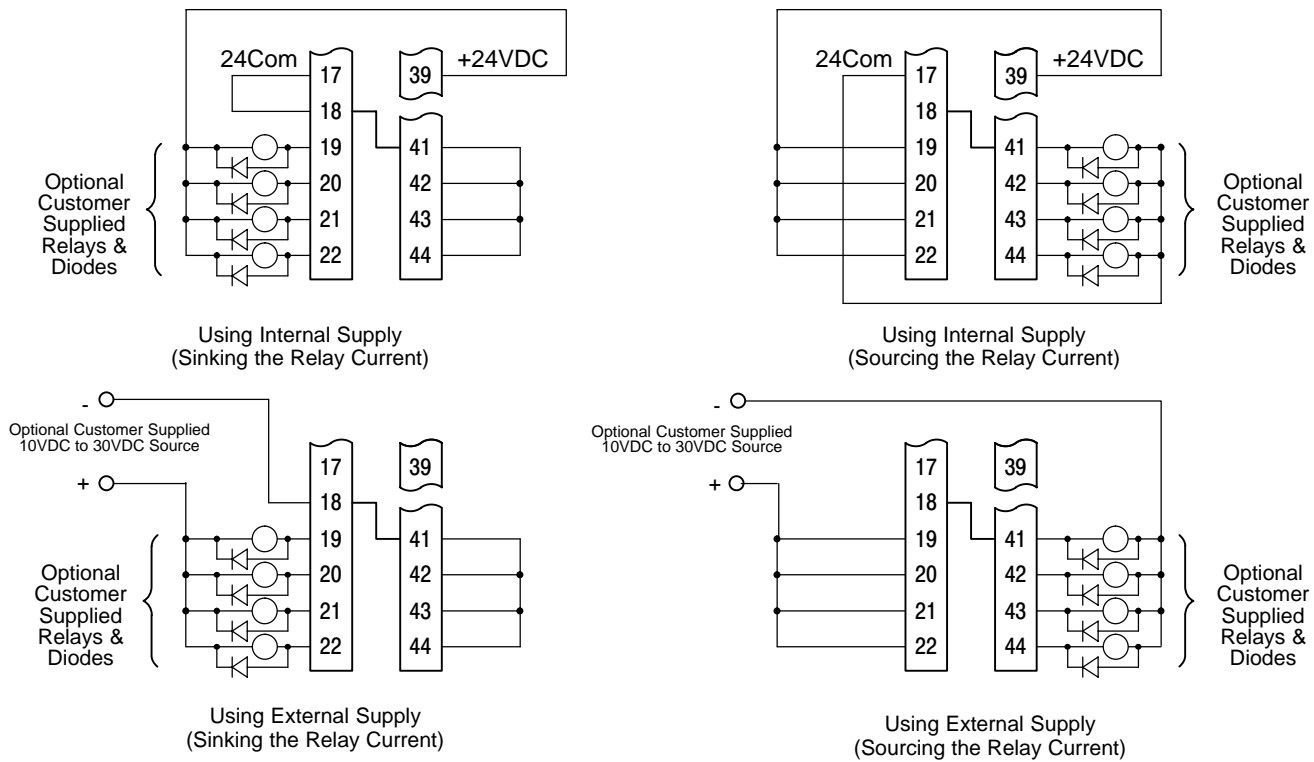 24Com
17
18
19
20
21
22
39
+24VDC
41
42
43
44
Optional
Customer
Supplied
Relays &
Diodes
Using Internal Supply
(Sinking the Relay Current)
24Com
17
18
19
20
21
22
39
+24VDC
41
42
43
44
Optional
Customer
Supplied
Relays &
Diodes
Using Internal Supply
(Sourcing the Relay Current)
-
Optional Customer Supplied
10VDC to 30VDC Source
+
17
18
19
20
21
22
39
41
42
43
44
Optional
Customer
Supplied
Relays &
Diodes
Using External Supply
(Sinking the Relay Current)
-
Optional Customer Supplied
10VDC to 30VDC Source
+
17
18
19
20
21
22
39
41
42
43
44
Optional
Customer
Supplied
Relays &
Diodes
Using External Supply
(Sourcing the Relay Current)